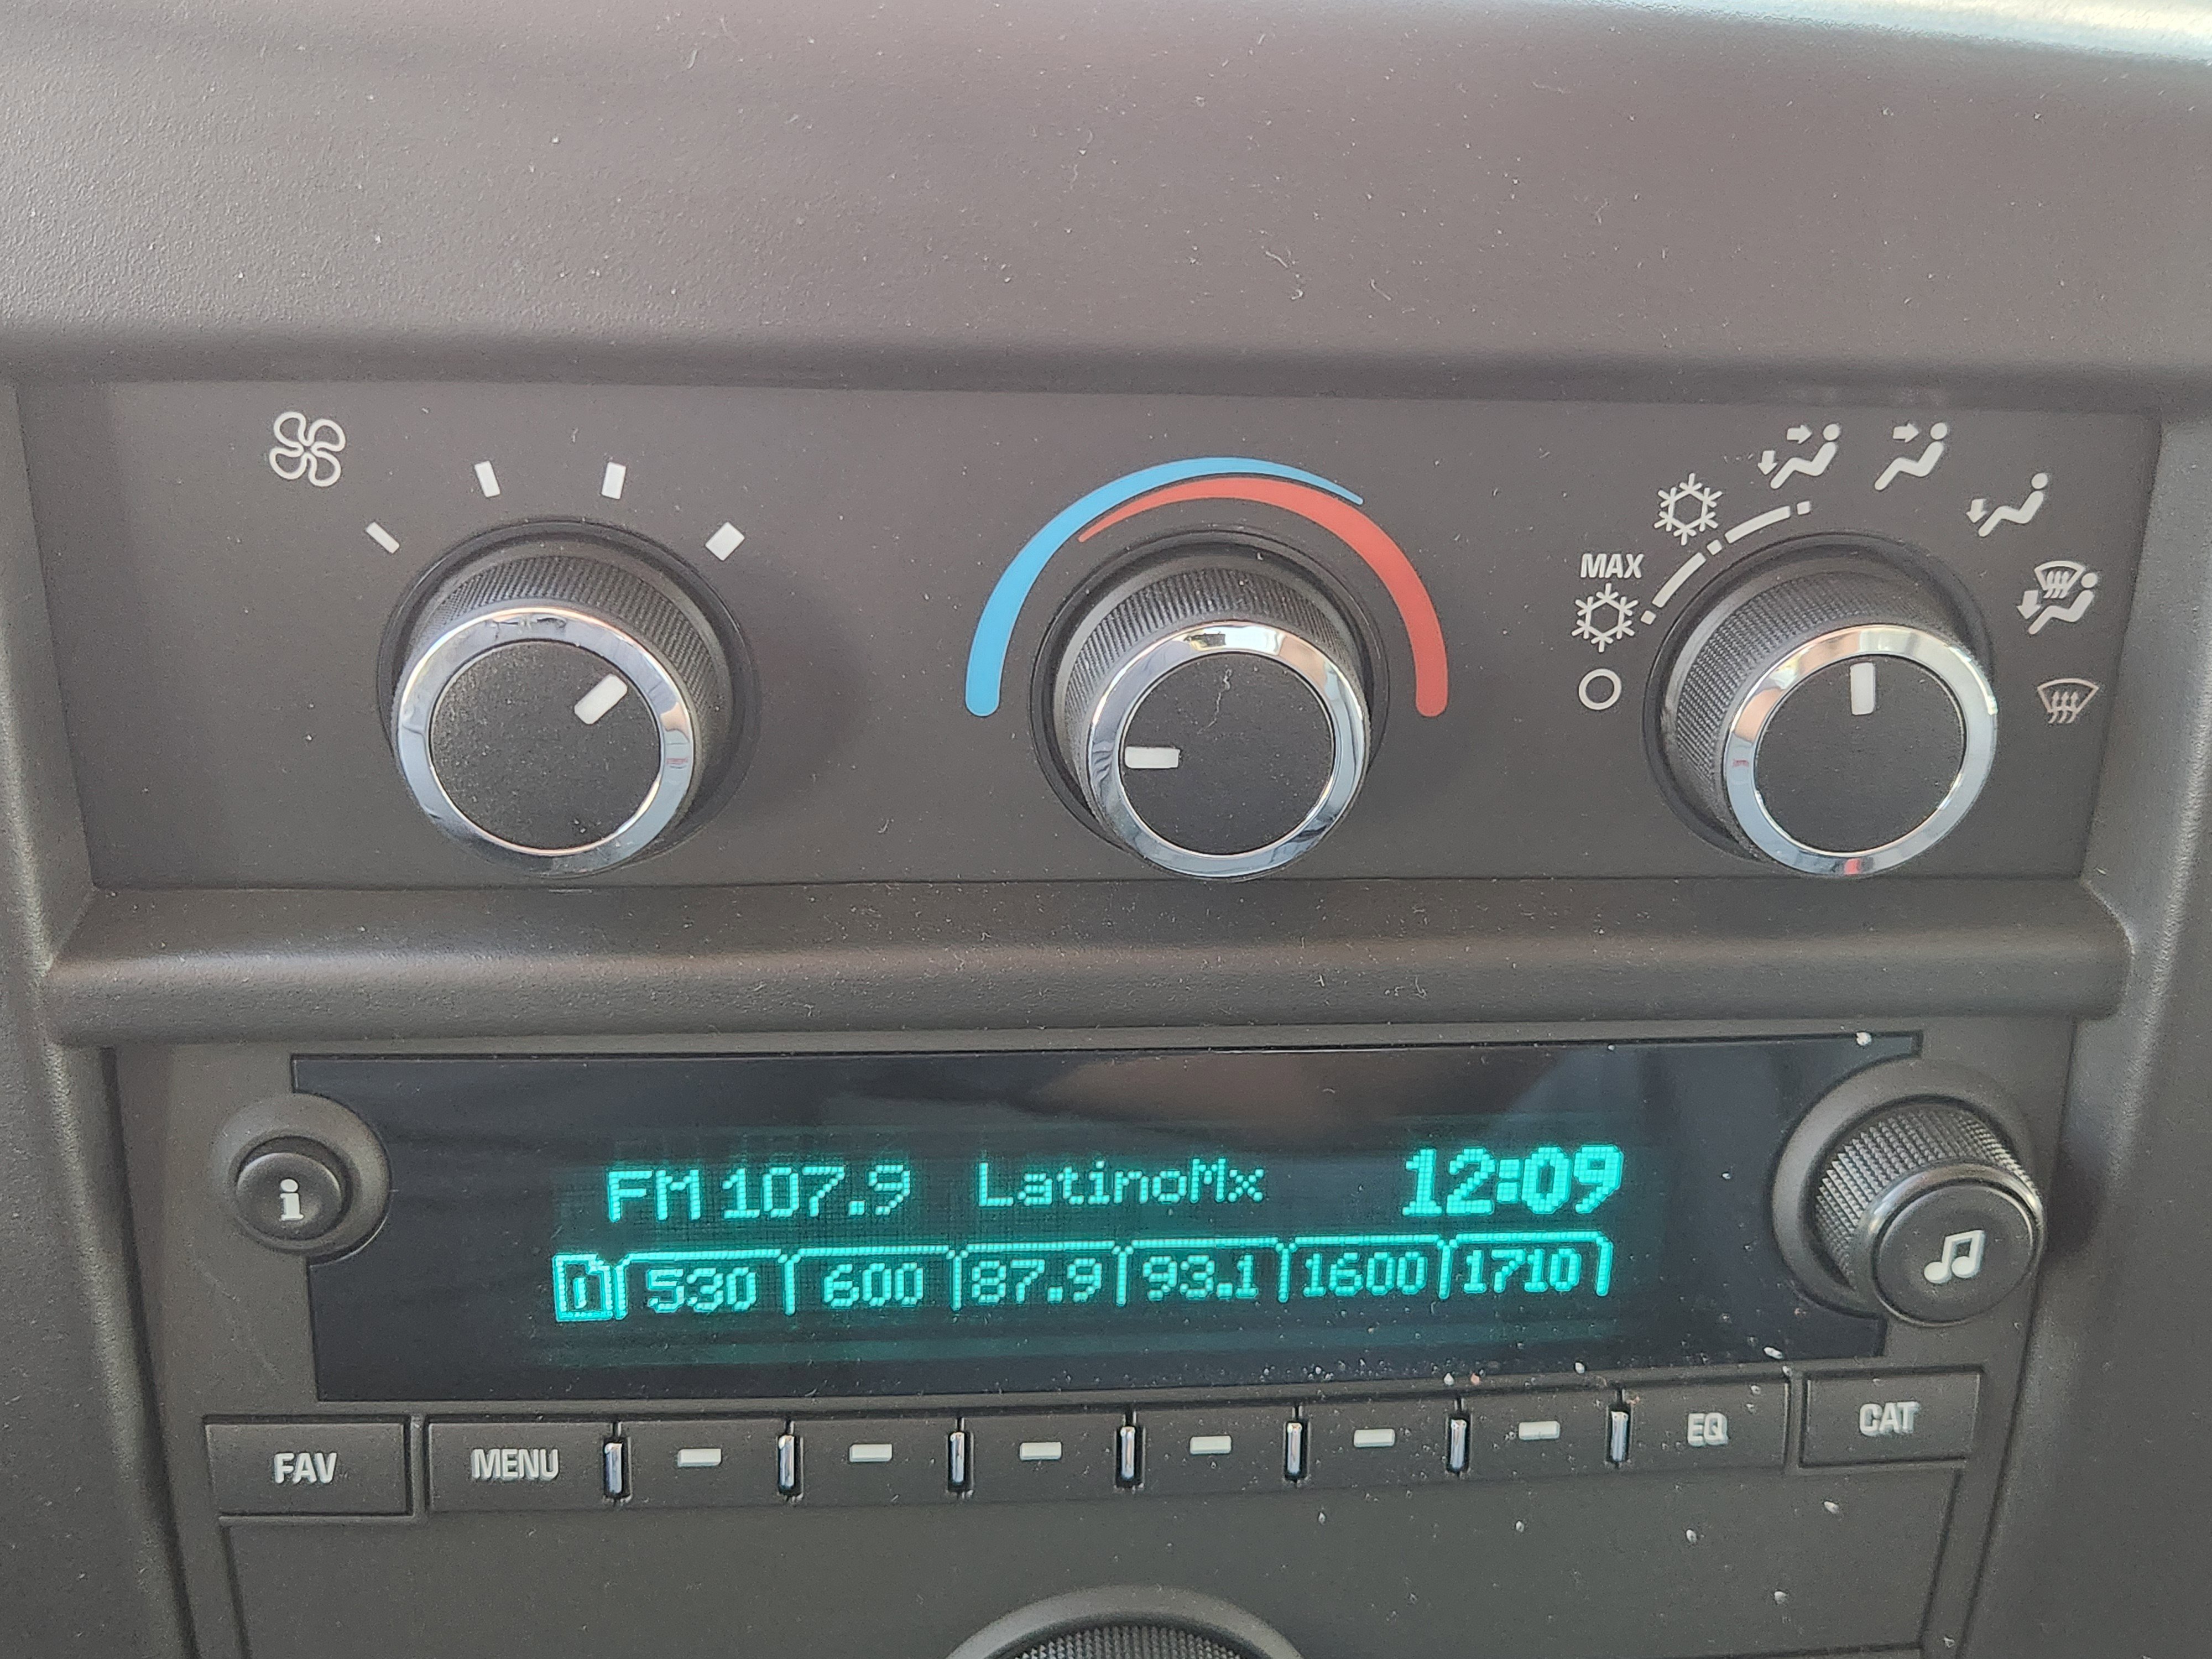 MAX
FM 107.9 LatinoMx 12:09
530 600 87.9 93.1 1600 1710
i
FAV MENU EQ CAT